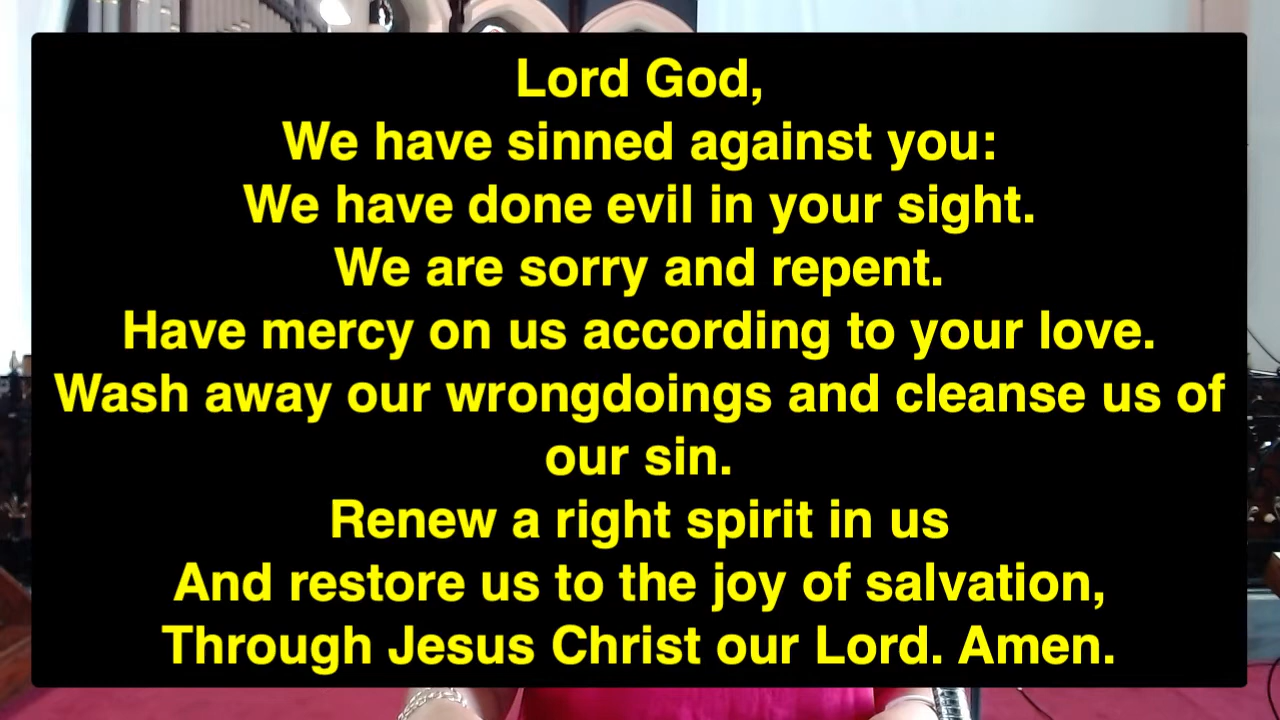 Lord God,
We have sinned against you:
We have done evil in your sight.
We are sorry and repent.
Have mercy on us according to your love.
Wash away our wrongdoings and cleanse us of
our sin.
Renew a right spirit in us
And restore us to the joy of salvation,
Through Jesus Christ our Lord. Amen.